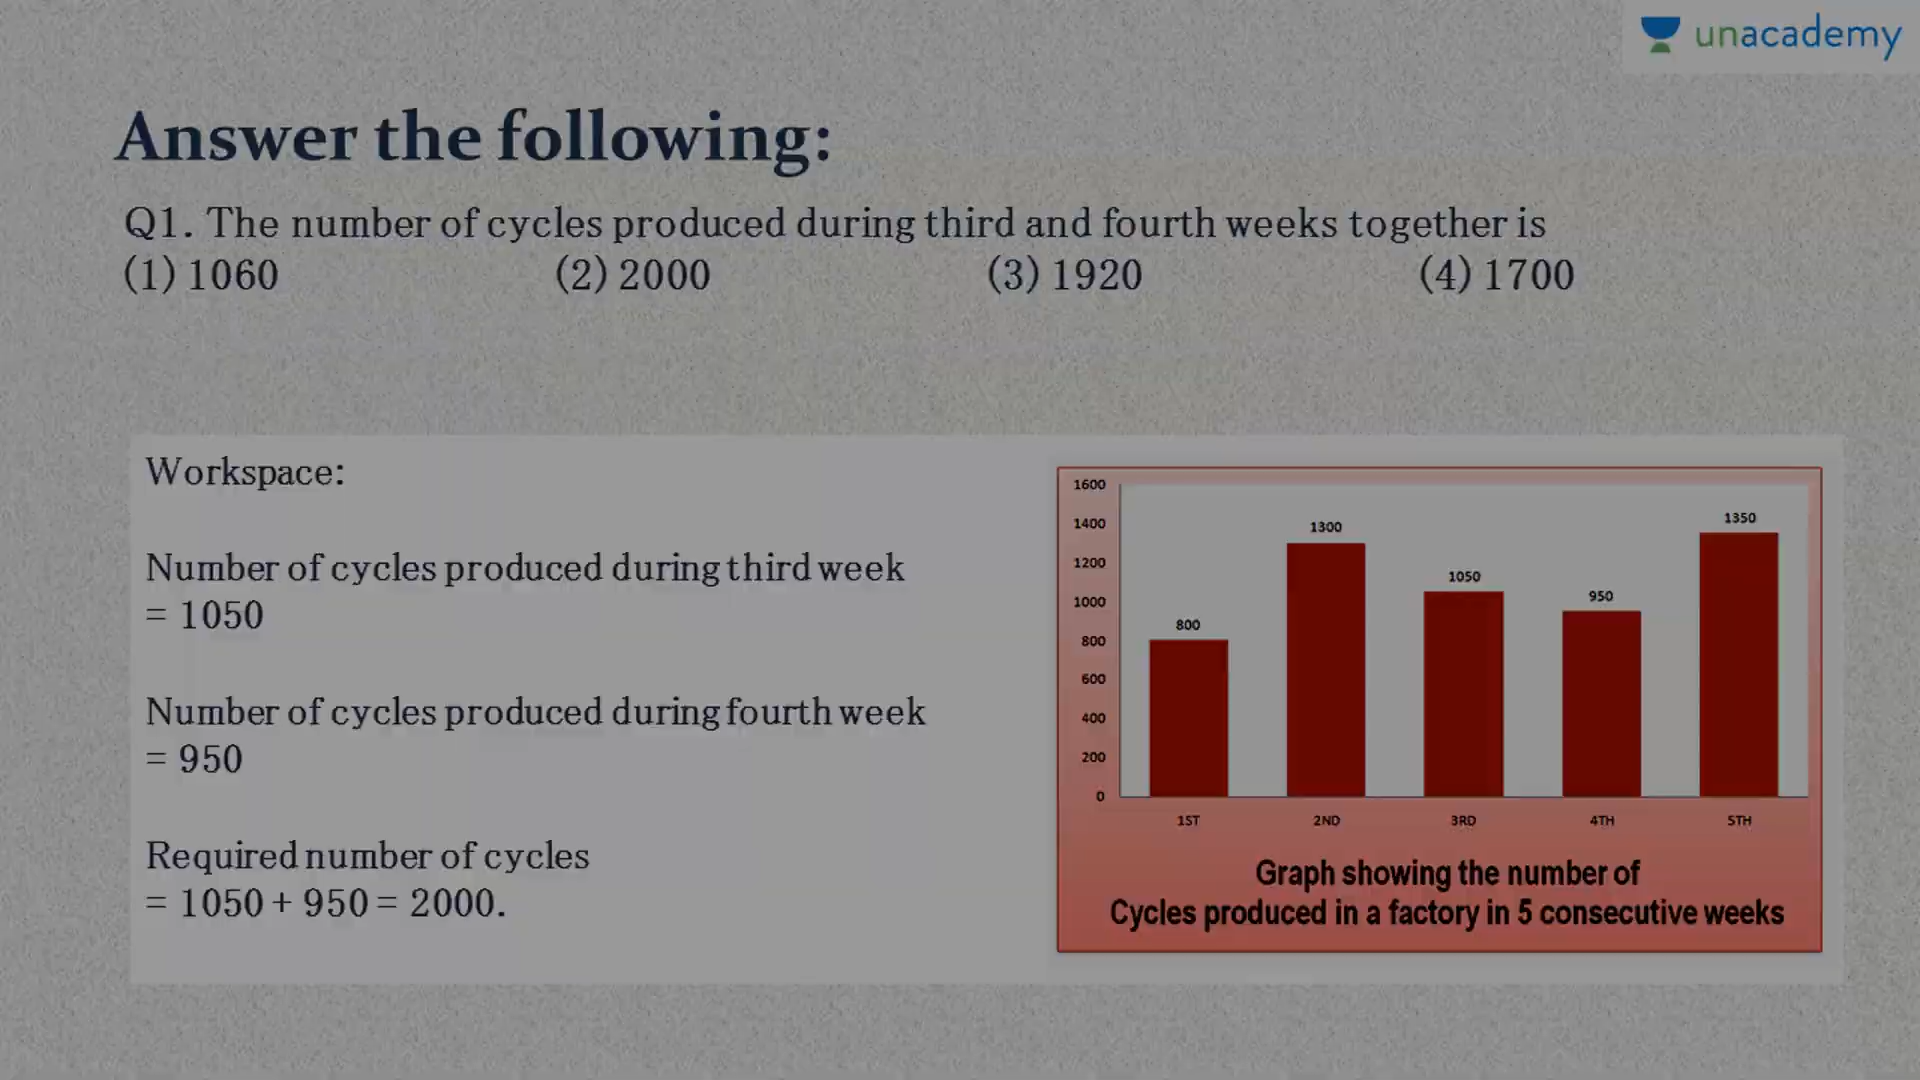 unacademy
Answer the following:
Q1. The number of cycles produced during third and fourth weeks together is
(1) 1060 (2) 2000 (3) 1920 (4) 1700
Workspace:
Number of cycles produced during third week
= 1050
Number of cycles produced during fourth week
= 950
Required number of cycles
= 1050 + 950 = 2000.
1600
1400
1200
1000
800
600
400
200
0
800
1300
1050
950
1350
1ST 2ND 3RD 4TH 5TH
Graph showing the number of
Cycles produced in a factory in 5 consecutive weeks